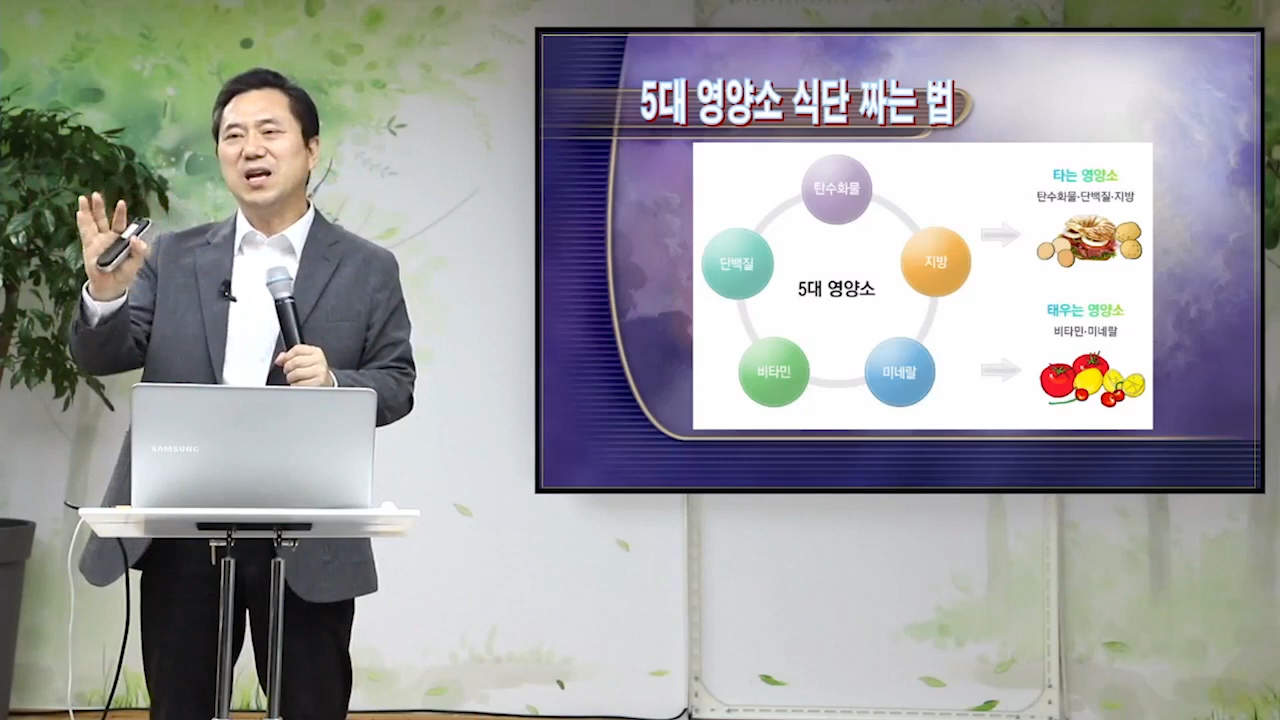 5대 영양소 식단 짜는 법
탄수화물
단백질
지방
5대 영양소
비타민
미네랄
타는 영양소
탄수화물·단백질·지방
태우는 영양소
비타민·미네랄
SAMSUNG